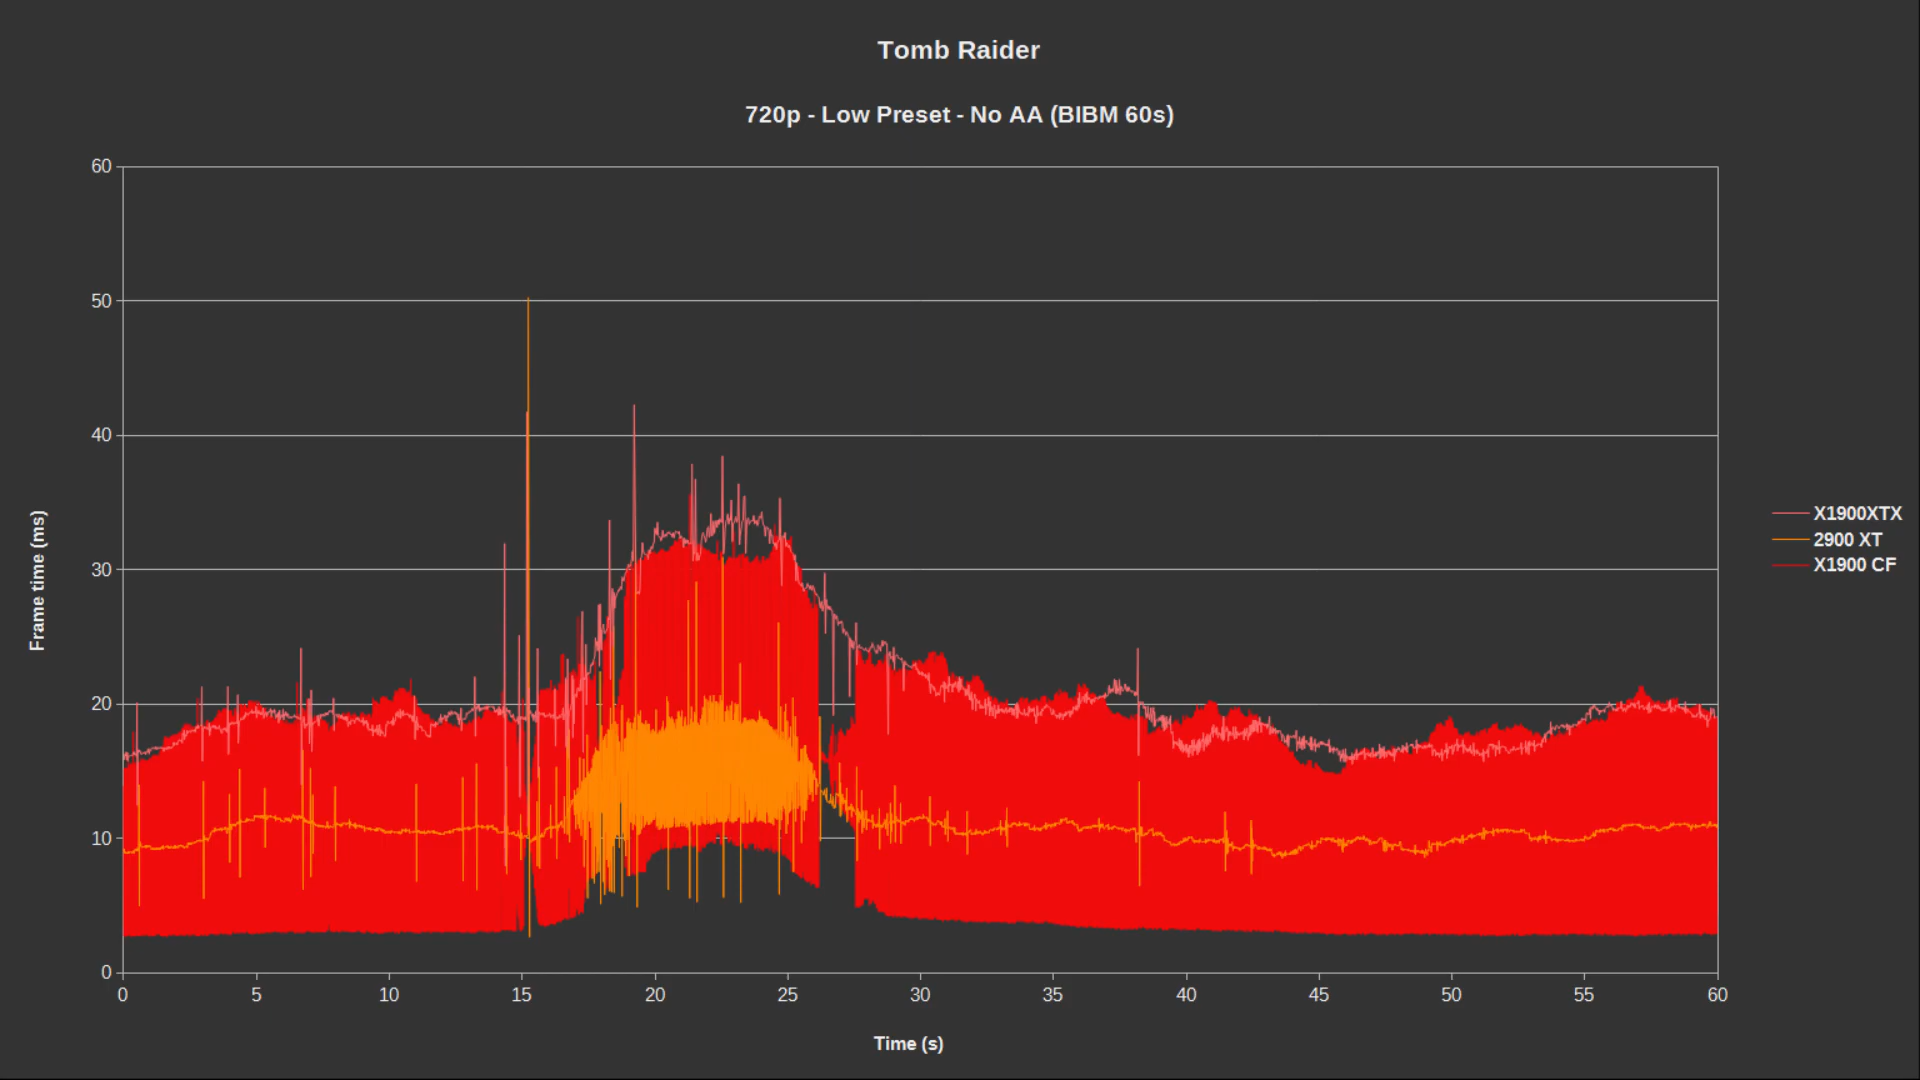 Tomb Raider
720p - Low Preset - No AA (BIBM 60s)
60
50
40
30
20
10
0
Frame time (ms)
0 5 10 15 20 25 30 35 40 45 50 55 60
Time (s)
X1900XTX
2900 XT
X1900 CF